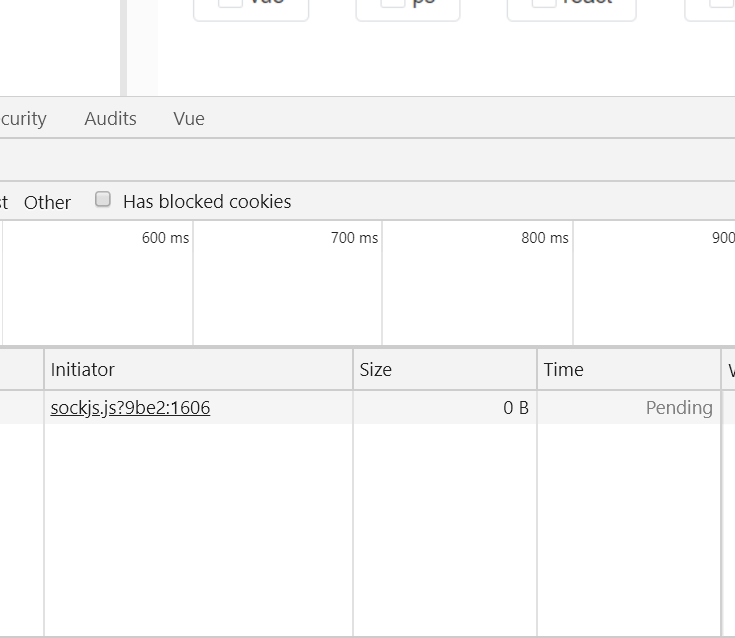 vue ps react
curity Audits Vue
st Other Has blocked cookies
600 ms 700 ms 800 ms 900
Initiator Size Time
sockjs.js?9be2:1606 0 B Pending